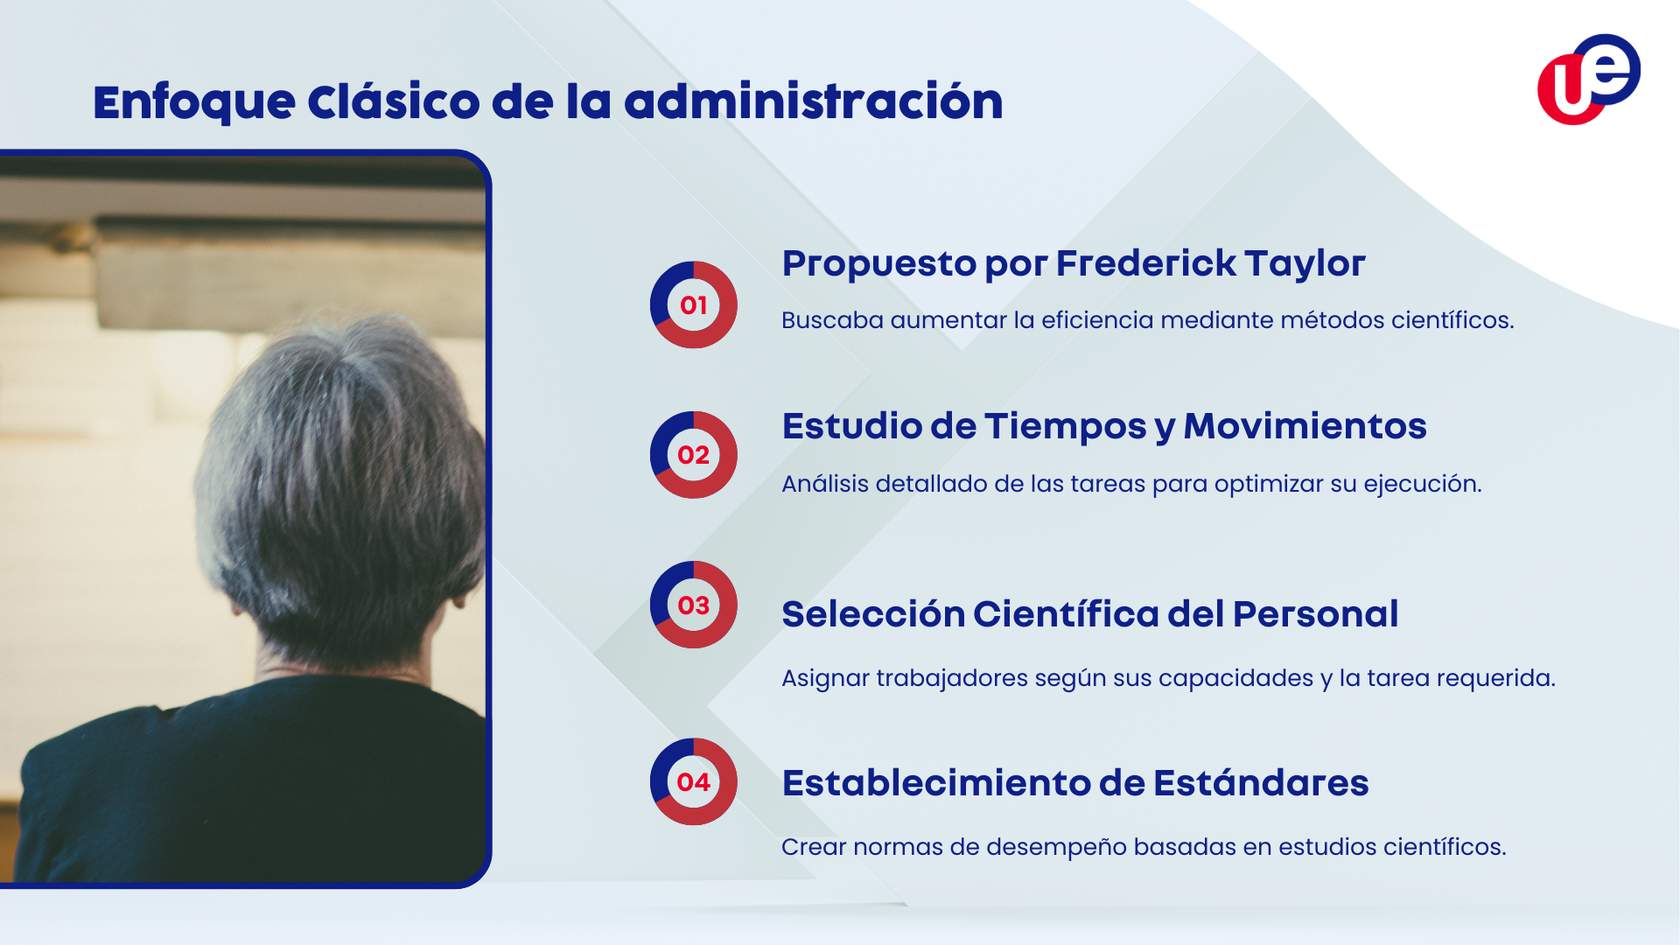 Enfoque Clásico de la administración
ue
01
Propuesto por Frederick Taylor
Buscaba aumentar la eficiencia mediante métodos científicos.
02
Estudio de Tiempos y Movimientos
Análisis detallado de las tareas para optimizar su ejecución.
03
Selección Científica del Personal
Asignar trabajadores según sus capacidades y la tarea requerida.
04
Establecimiento de Estándares
Crear normas de desempeño basadas en estudios científicos.